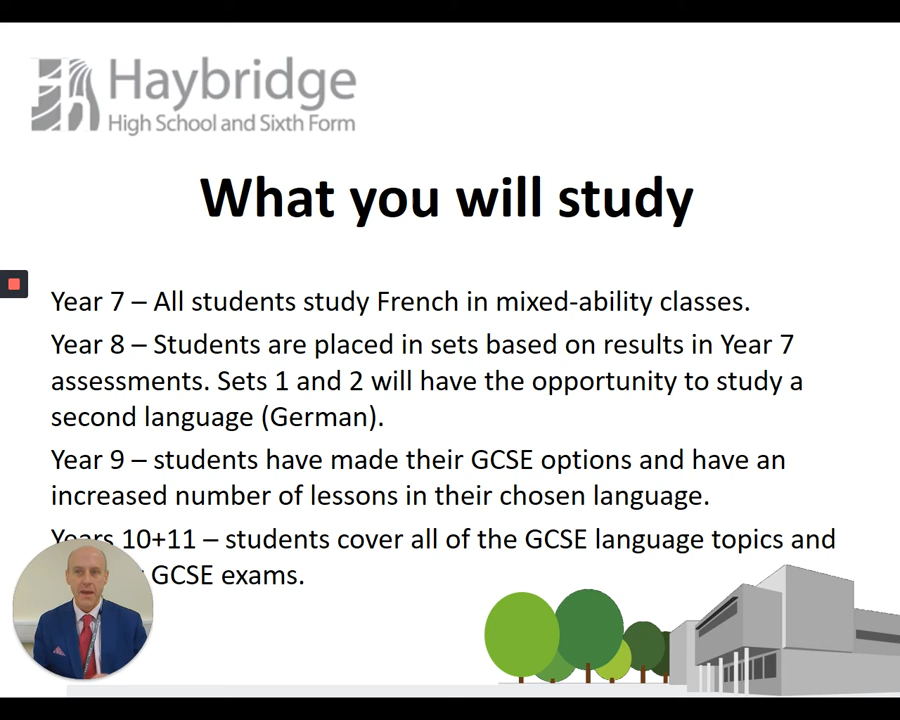 Haybridge
High School and Sixth Form
What you will study
Year 7 – All students study French in mixed-ability classes.
Year 8 – Students are placed in sets based on results in Year 7
assessments. Sets 1 and 2 will have the opportunity to study a
second language (German).
Year 9 – students have made their GCSE options and have an
increased number of lessons in their chosen language.
Years 10+11 – students cover all of the GCSE language topics and
GCSE exams.